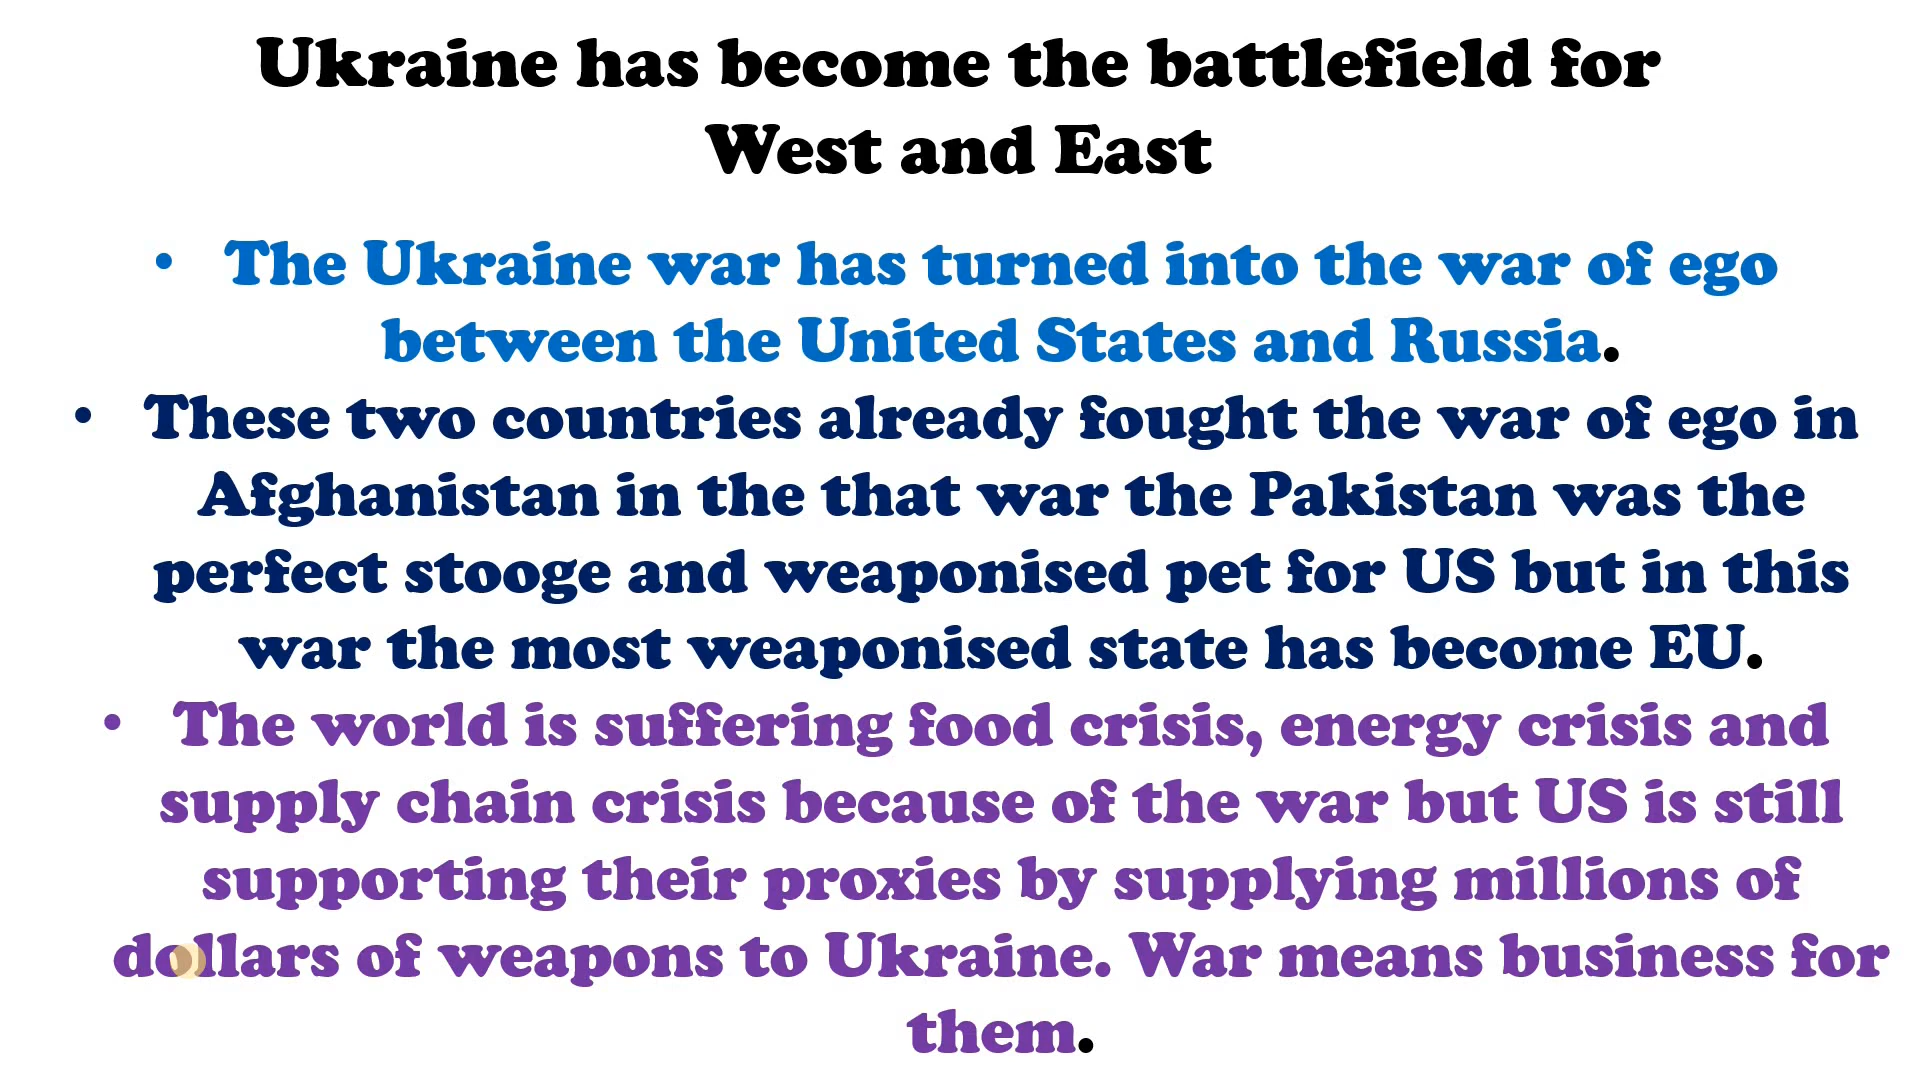 Ukraine has become the battlefield for
West and East
• The Ukraine war has turned into the war of ego
between the United States and Russia.
• These two countries already fought the war of ego in
Afghanistan in the that war the Pakistan was the
perfect stooge and weaponised pet for US but in this
war the most weaponised state has become EU.
• The world is suffering food crisis, energy crisis and
supply chain crisis because of the war but US is still
supporting their proxies by supplying millions of
dollars of weapons to Ukraine. War means business for
them.